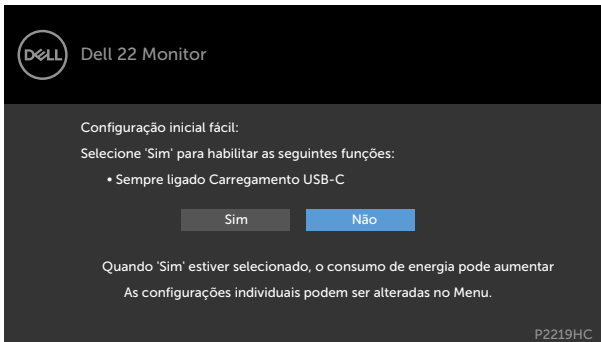 DELL
Dell 22 Monitor
Configuração inicial fácil:
Selecione 'Sim' para habilitar as seguintes funções:
• Sempre ligado Carregamento USB-C
Sim Não
Quando 'Sim' estiver selecionado, o consumo de energia pode aumentar
As configurações individuais podem ser alteradas no Menu.
P2219HC